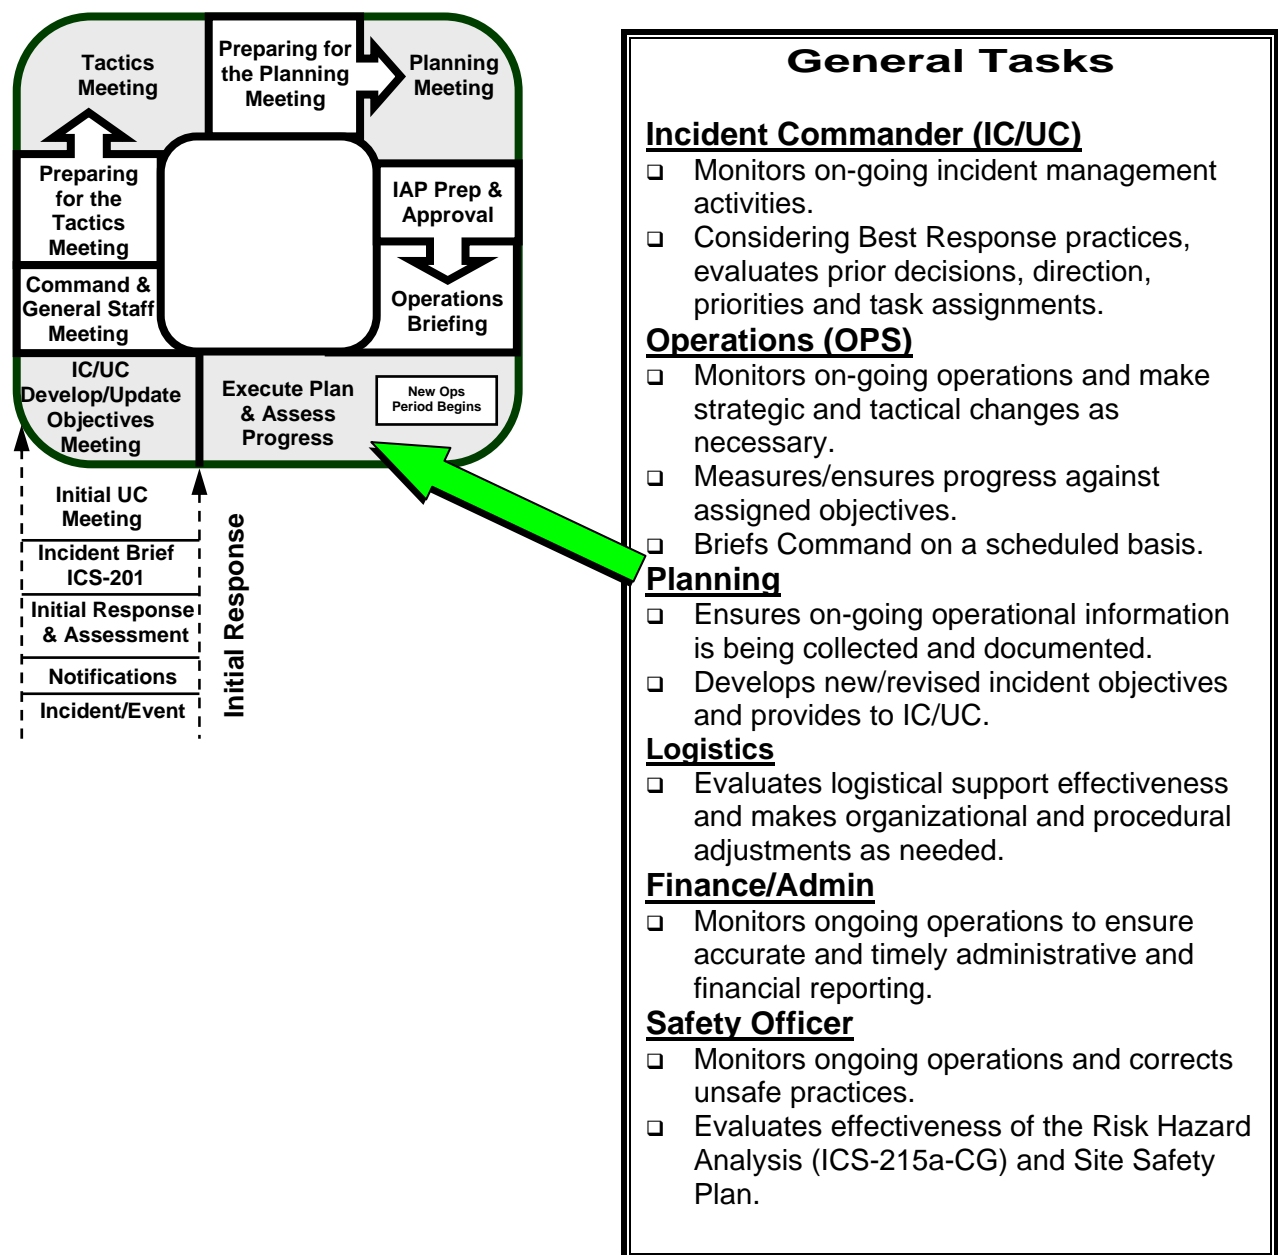 Tactics
Meeting
Preparing for
the Planning
Meeting
Planning
Meeting
Preparing
for the
Tactics
Meeting
IAP Prep &
Approval
Command &
General Staff
Meeting
Operations
Briefing
IC/UC
Develop/Update
Objectives
Meeting
Execute Plan
& Assess
Progress
New Ops
Period Begins
Initial UC
Meeting
Incident Brief
ICS-201
Initial Response
& Assessment
Notifications
Incident/Event
Initial Response
General Tasks
Incident Commander (IC/UC)
❑ Monitors on-going incident management
activities.
❑ Considering Best Response practices,
evaluates prior decisions, direction,
priorities and task assignments.
Operations (OPS)
❑ Monitors on-going operations and make
strategic and tactical changes as
necessary.
❑ Measures/ensures progress against
assigned objectives.
❑ Briefs Command on a scheduled basis.
Planning
❑ Ensures on-going operational information
is being collected and documented.
❑ Develops new/revised incident objectives
and provides to IC/UC.
Logistics
❑ Evaluates logistical support effectiveness
and makes organizational and procedural
adjustments as needed.
Finance/Admin
❑ Monitors ongoing operations to ensure
accurate and timely administrative and
financial reporting.
Safety Officer
❑ Monitors ongoing operations and corrects
unsafe practices.
❑ Evaluates effectiveness of the Risk Hazard
Analysis (ICS-215a-CG) and Site Safety
Plan.